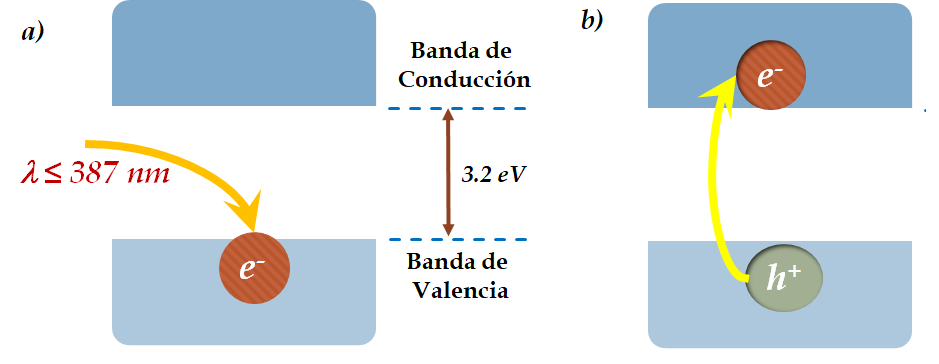 a)
Banda de
Conducción
λ ≤ 387 nm
3.2 eV
e-
Banda de
Valencia
b)
e-
h+